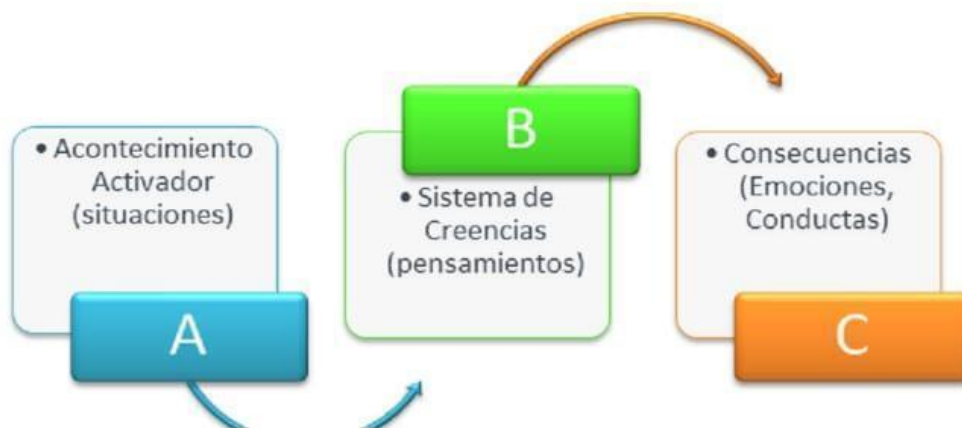 • Acontecimiento
Activador
(situaciones)
A
B
• Sistema de
Creencias
(pensamientos)
• Consecuencias
(Emociones,
Conductas)
C